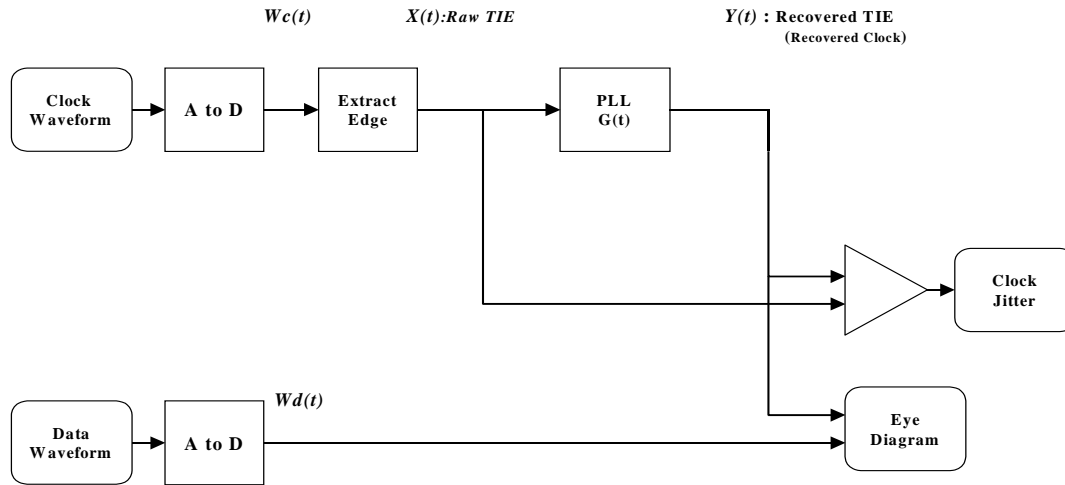 Wc(t)
X(t):Raw TIE
Y(t) : Recovered TIE
(Recovered Clock)
Clock
Waveform
A to D
Extract
Edge
PLL
G(t)
Clock
Jitter
Wd(t)
Data
Waveform
A to D
Eye
Diagram